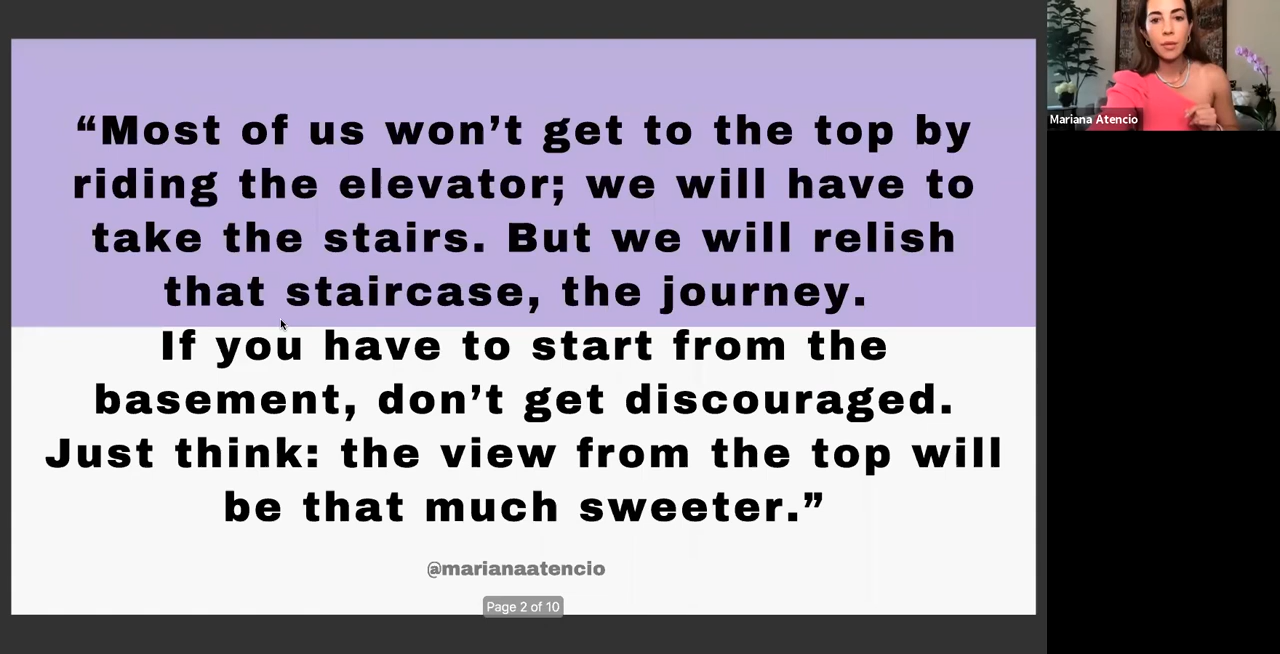 “Most of us won’t get to the top by
riding the elevator; we will have to
take the stairs. But we will relish
that staircase, the journey.
If you have to start from the
basement, don’t get discouraged.
Just think: the view from the top will
be that much sweeter.”
@marianaatencio
Page 2 of 10
Mariana Atencio